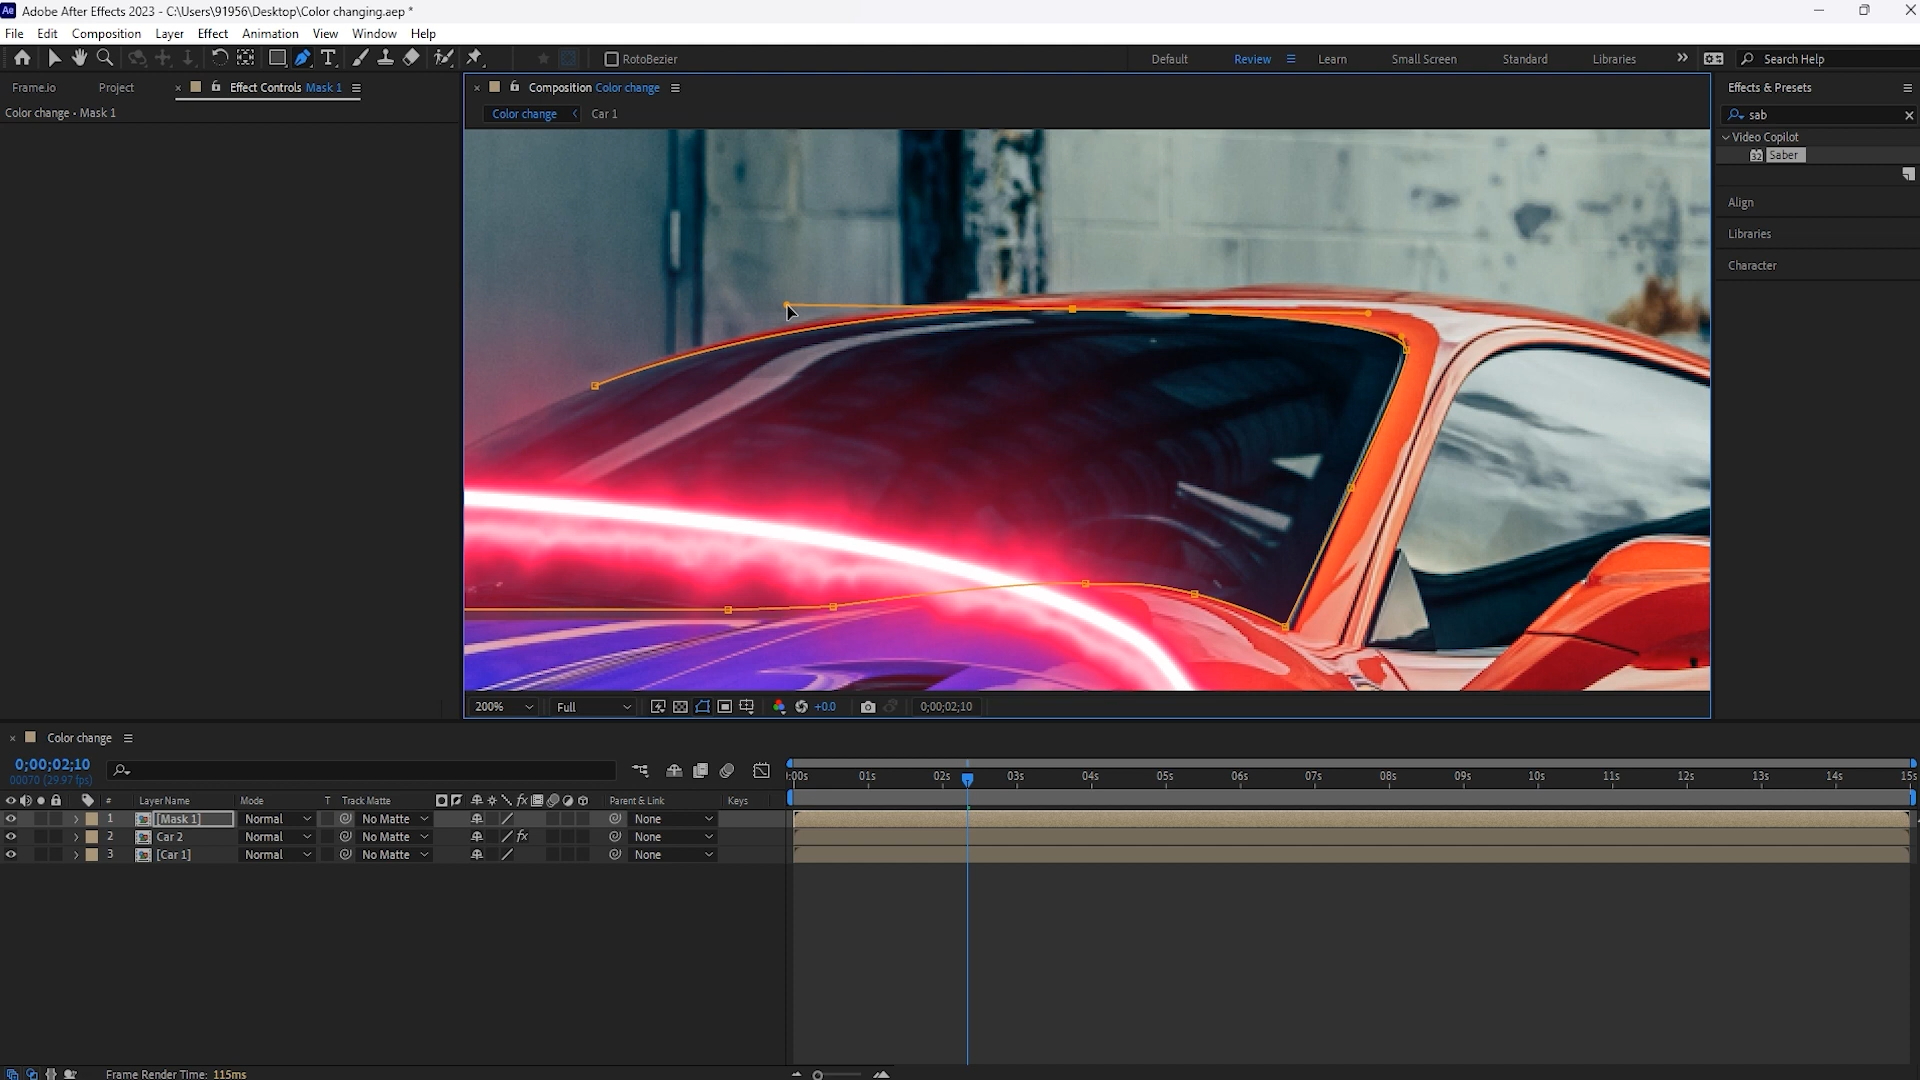 Adobe After Effects 2023 - C:\Users\91956\Desktop\Color changing.aep *
File Edit Composition Layer Effect Animation View Window Help
RotoBezier
Default Review Learn Small Screen Standard Libraries Search Help
Frame.io Project Effect Controls Mask 1
Composition Color change
Effects & Presets
Color change • Mask 1
Color change Car 1
sab
Video Copilot
32 Saber
Align
Libraries
Character
200% Full +0.0 0;00;02;10
Color change
0;00;02;10
00070 (29.97 fps)
:00s 01s 02s 03s 04s 05s 06s 07s 08s 09s 10s 11s 12s 13s 14s 15s
# Layer Name Mode T Track Matte fx Parent & Link Keys
1 [Mask 1] Normal No Matte None
2 Car 2 Normal No Matte fx None
3 [Car 1] Normal No Matte None
Frame Render Time: 115ms